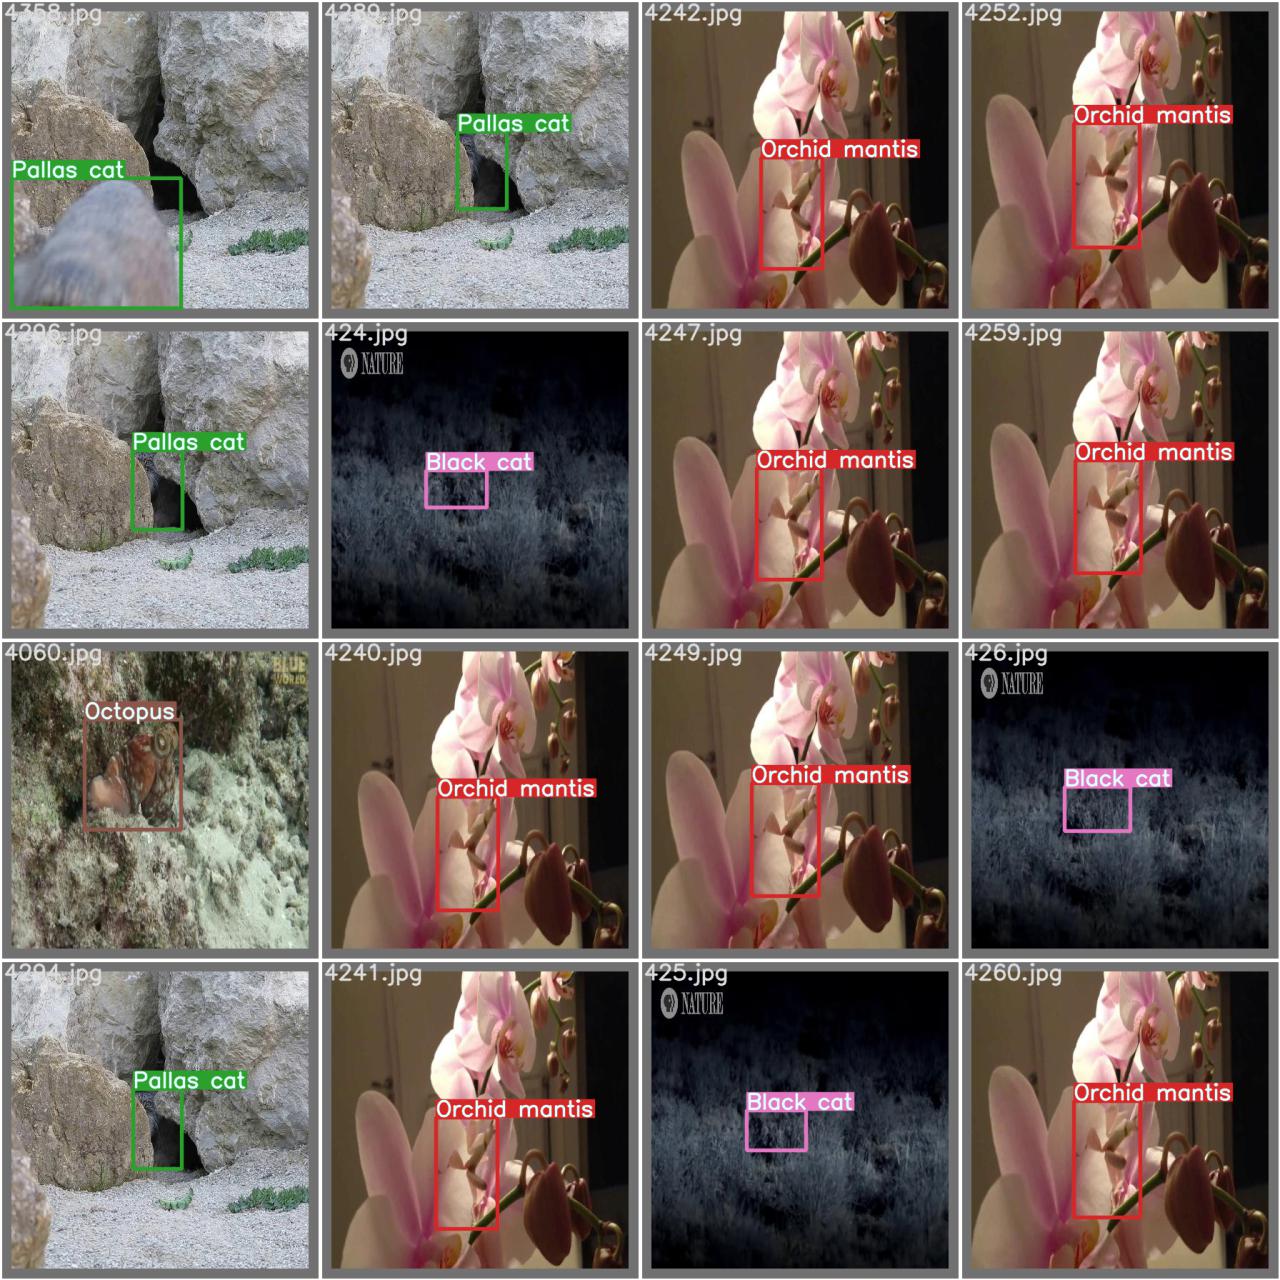 4358.jpg
Pallas cat
4289.jpg
Pallas cat
4242.jpg
Orchid mantis
4252.jpg
Orchid mantis
4296.jpg
Pallas cat
424.jpg
NATURE
Black cat
4247.jpg
Orchid mantis
4259.jpg
Orchid mantis
4060.jpg
BLUE
WORLD
Octopus
4240.jpg
Orchid mantis
4249.jpg
Orchid mantis
426.jpg
NATURE
Black cat
4294.jpg
Pallas cat
4241.jpg
Orchid mantis
425.jpg
NATURE
Black cat
4260.jpg
Orchid mantis